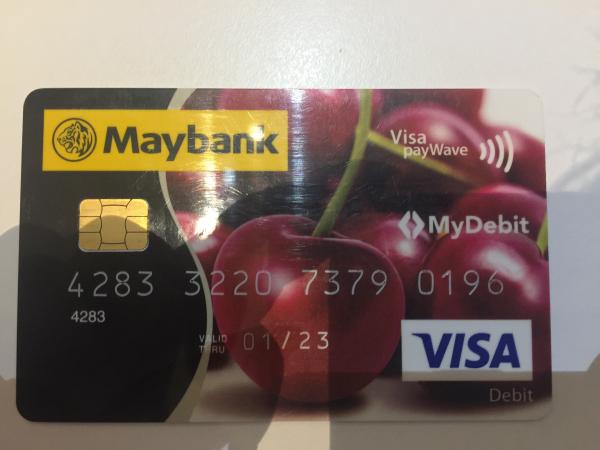 Maybank
Visa
payWave
MyDebit
4283 3220 7379 0196
4283
VALID
THRU 01/23
VISA
Debit